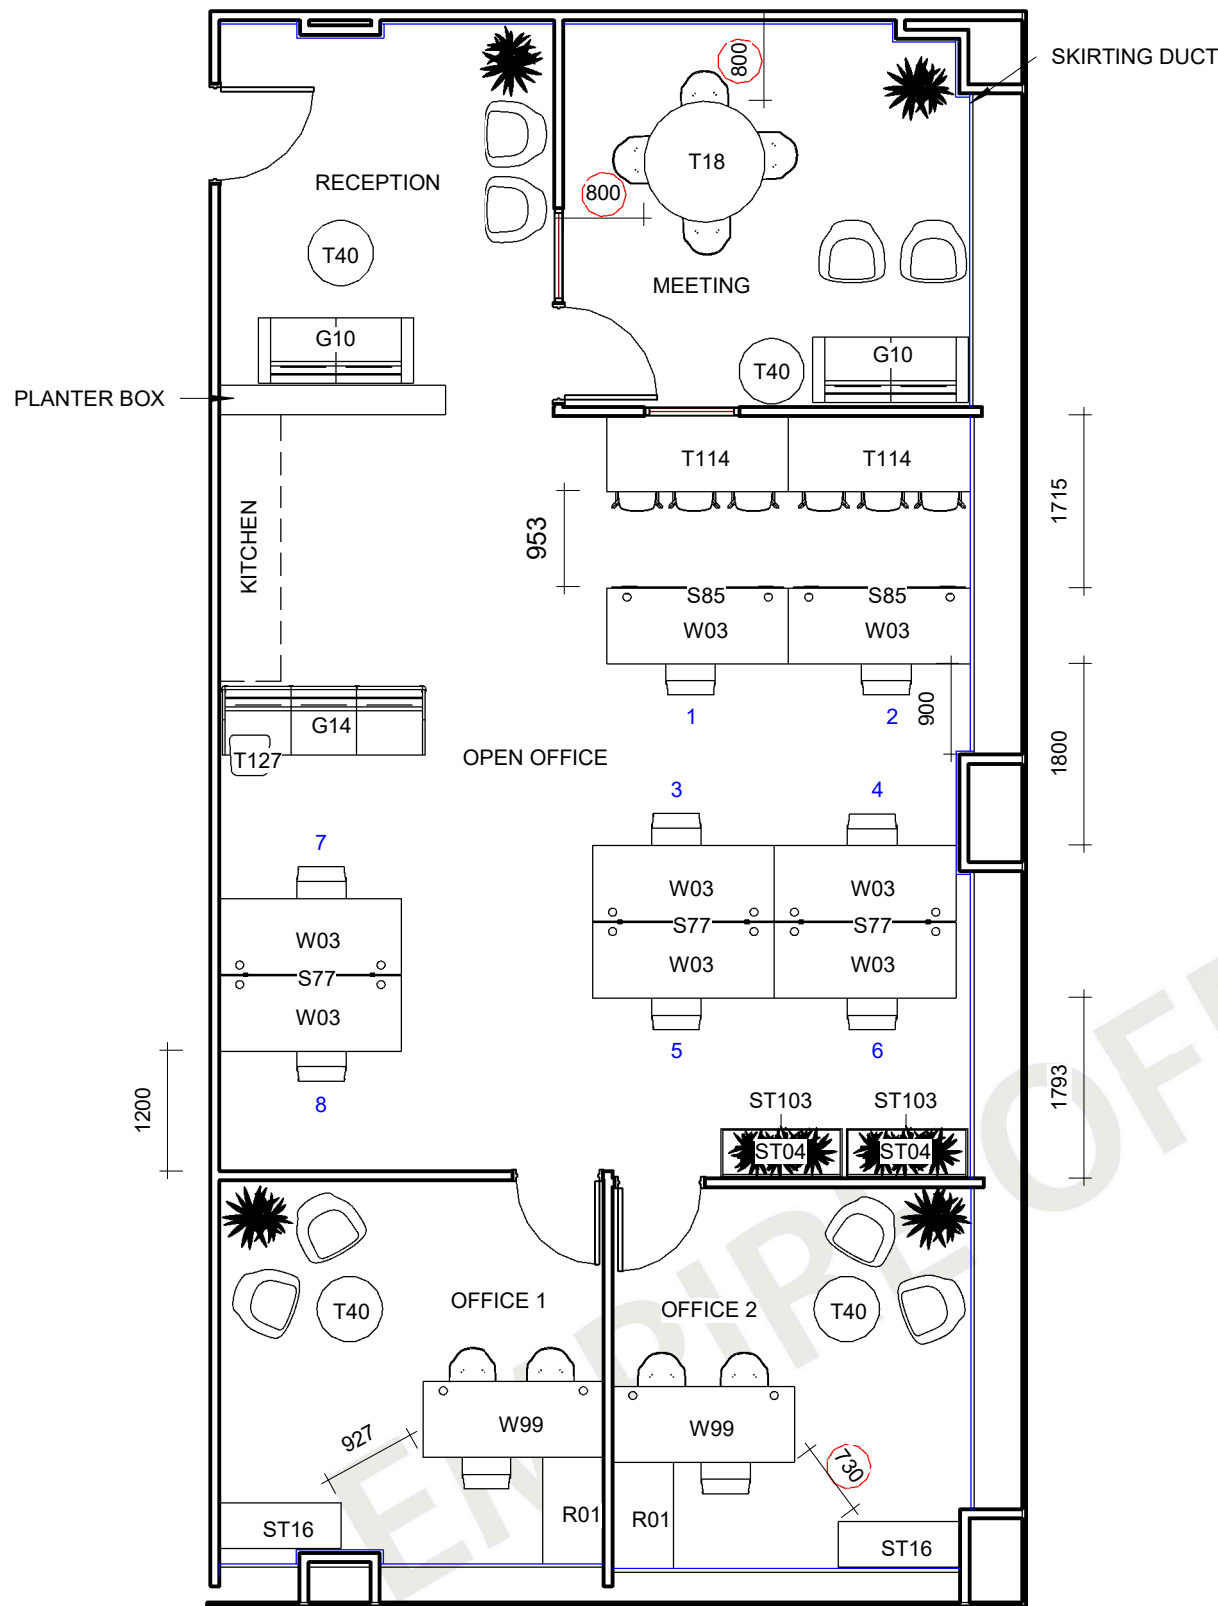 800
SKIRTING DUCT
T18
RECEPTION
800
T40
MEETING
G10
G10
T40
PLANTER BOX
T114
T114
1715
KITCHEN
953
S85
S85
W03
W03
1
2
900
G14
T127
OPEN OFFICE
1800
3
4
7
W03
W03
S77
S77
W03
W03
W03
S77
W03
5
6
8
1200
1793
ST103
ST103
ST04
ST04
OFFICE 1
OFFICE 2
T40
T40
W99
W99
927
730
R01
R01
ST16
ST16
EMPIRE OF